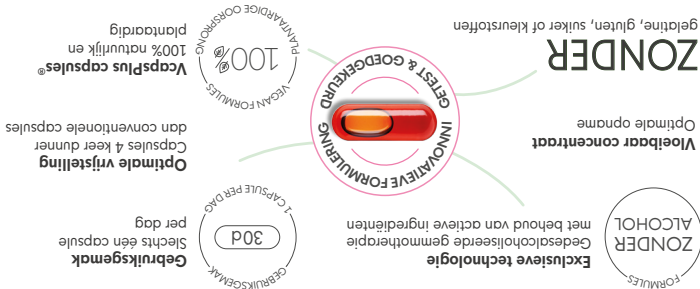 FORMULES
ZONDER
ALCOHOL
Exclusieve technologie
Gedesalcoholiseerde gemmotherapie
met behoud van actieve ingrediënten
GEBRUIKSGEMAK
30d
1 CAPSULE PER DAG
Gebruiksgemak
Slechts één capsule
per dag
Vloeibaar concentraat
Optimale opname
INNOVATIEVE FORMULERING
GETEST & GOEDGEKEURD
Optimale vrijstelling
Capsules 4 keer dunner
dan conventionele capsules
ZONDER
gelatine, gluten, suiker of kleurstoffen
VEGAN FORMULES
100%
PLANTAARDIGE OORSPRONG
VcapsPlus capsules®
100% natuurlijk en
plantaardig